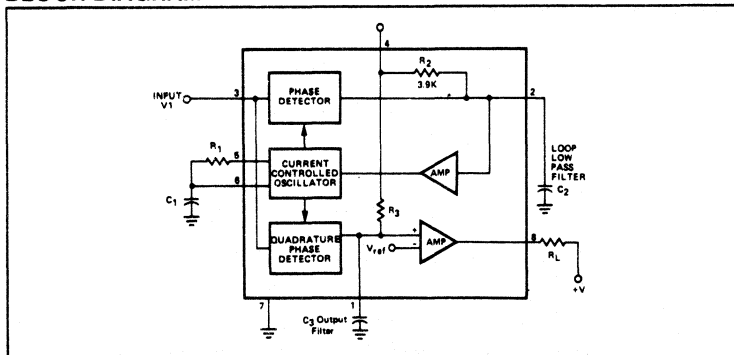 4
R2
3.9K
INPUT
V1
3
PHASE
DETECTOR
2
R1
5
6
CURRENT
CONTROLLED
OSCILLATOR
AMP
LOOP
LOW
PASS
FILTER
C1
C2
R3
QUADRATURE
PHASE
DETECTOR
+
Vref
-
AMP
8
RL
+V
7
1
C3 Output
Filter